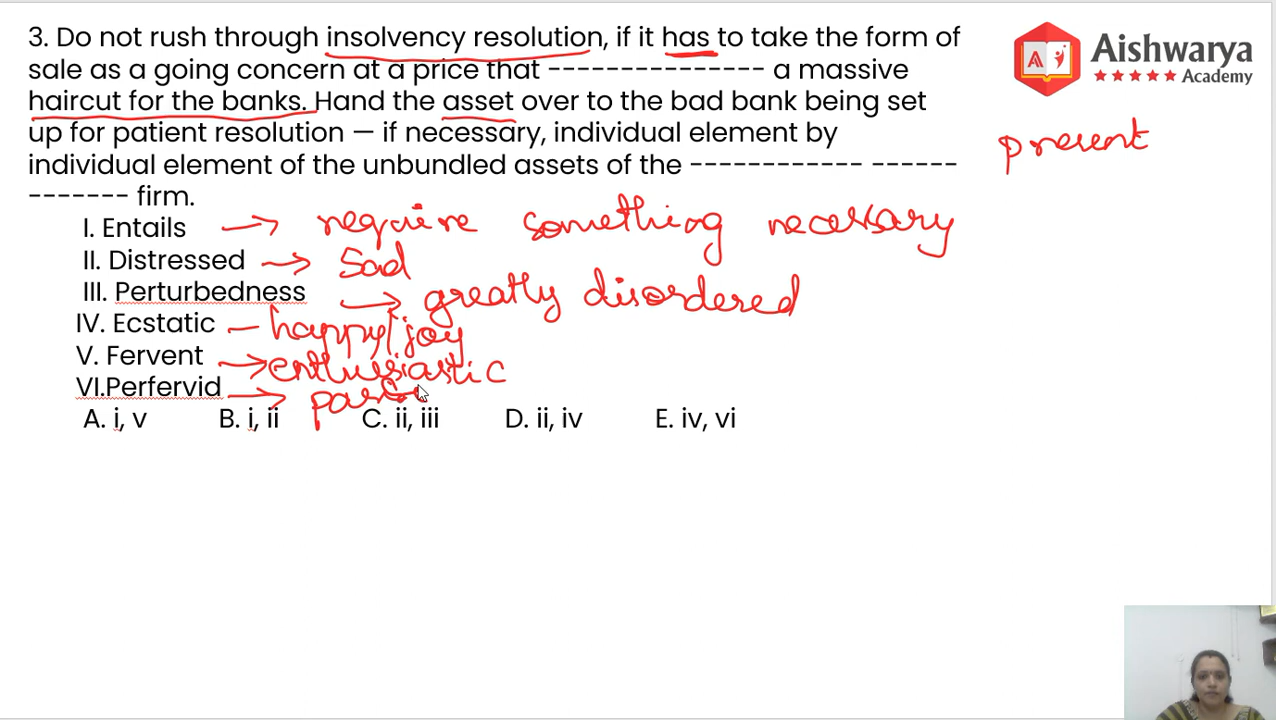 3. Do not rush through insolvency resolution, if it has to take the form of
sale as a going concern at a price that --------------- a massive
haircut for the banks. Hand the asset over to the bad bank being set
up for patient resolution — if necessary, individual element by
individual element of the unbundled assets of the ------------ ------
------- firm.
Aishwarya
Academy
present
I. Entails → require something necessary
II. Distressed → Sad
III. Perturbedness → greatly disordered
IV. Ecstatic – happy/joy
V. Fervent → enthusiastic
VI.Perfervid →
A. i, v B. i, ii C. ii, iii D. ii, iv E. iv, vi